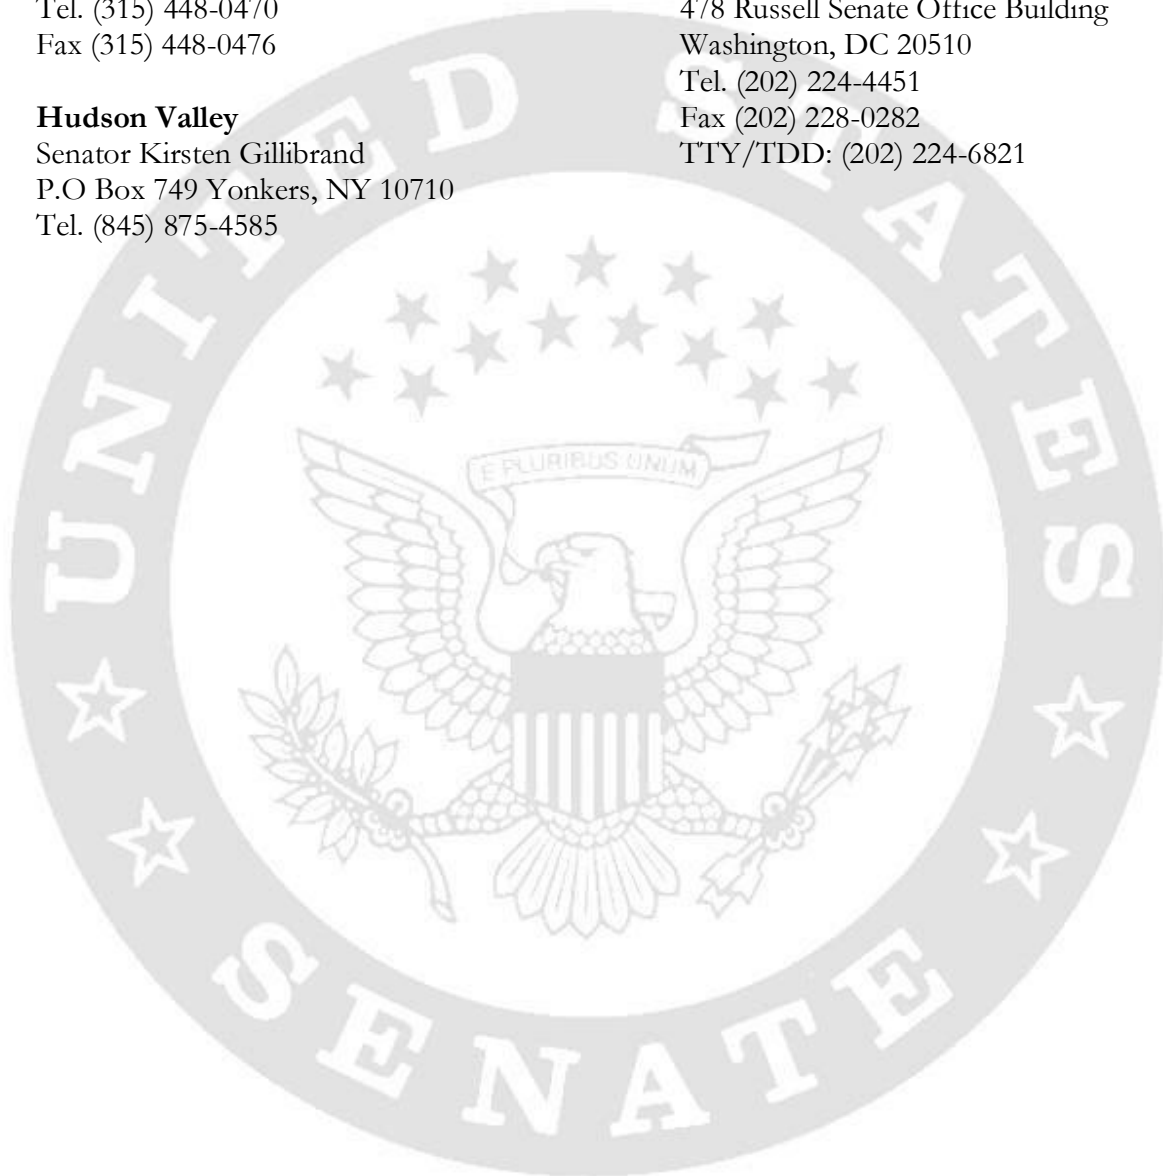 Tel. (315) 448-0470
Fax (315) 448-0476
Hudson Valley
Senator Kirsten Gillibrand
P.O Box 749 Yonkers, NY 10710
Tel. (845) 875-4585
478 Russell Senate Office Building
Washington, DC 20510
Tel. (202) 224-4451
Fax (202) 228-0282
TTY/TDD: (202) 224-6821
UNITED STATES
E PLURIBUS UNUM
SENATE